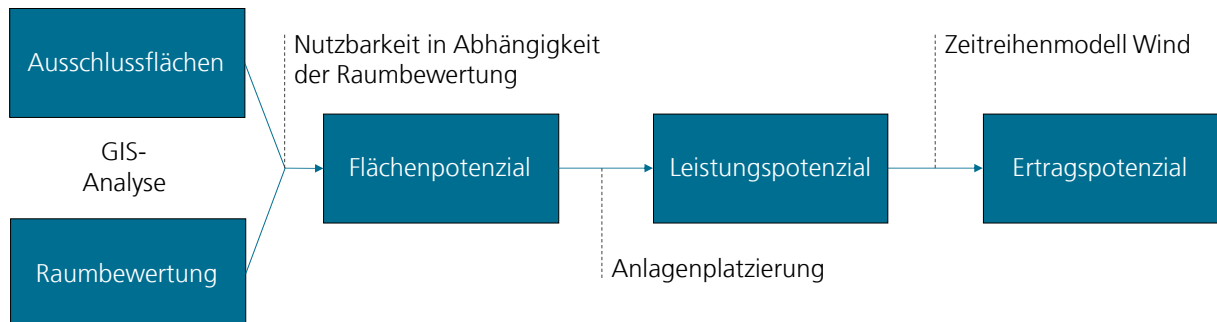 Ausschlussflächen
GIS-
Analyse
Raumbewertung
Nutzbarkeit in Abhängigkeit
der Raumbewertung
Flächenpotenzial
Anlagenplatzierung
Leistungspotenzial
Zeitreihenmodell Wind
Ertragspotenzial